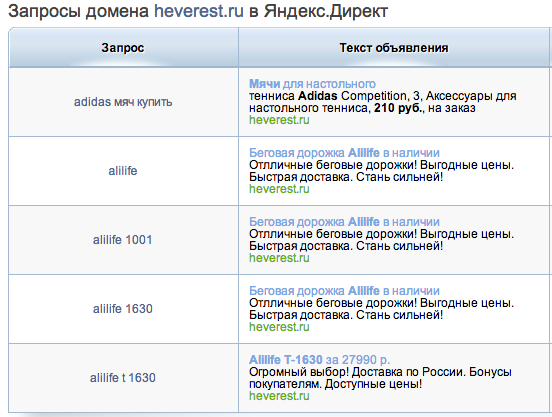 Запросы домена heverest.ru в Яндекс.Директ
Запрос
Текст объявления
adidas мяч купить
Мячи для настольного
тенниса Adidas Competition, 3, Аксессуары для
настольного тенниса, 210 руб., на заказ
heverest.ru
alilife
Беговая дорожка Alilife в наличии
Отлличные беговые дорожки! Выгодные цены.
Быстрая доставка. Стань сильней!
heverest.ru
alilife 1001
Беговая дорожка Alilife в наличии
Отлличные беговые дорожки! Выгодные цены.
Быстрая доставка. Стань сильней!
heverest.ru
alilife 1630
Беговая дорожка Alilife в наличии
Отлличные беговые дорожки! Выгодные цены.
Быстрая доставка. Стань сильней!
heverest.ru
alilife t 1630
Alilife T-1630 за 27990 р.
Огромный выбор! Доставка по России. Бонусы
покупателям. Доступные цены!
heverest.ru